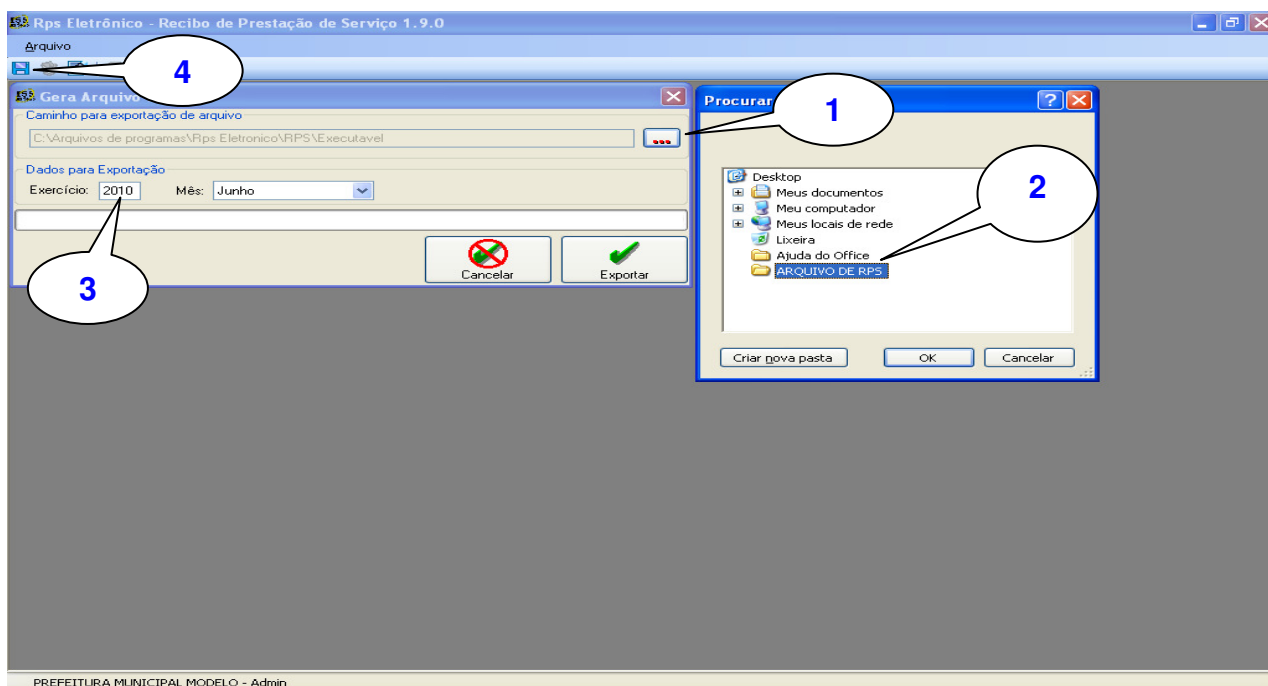 Rps Eletrônico - Recibo de Prestação de Serviço 1.9.0
Arquivo
4
Gera Arquivo
Caminho para exportação de arquivo
C:\Arquivos de programas\Rps Eletronico\RPS\Executavel
...
Dados para Exportação
Exercício: 2010 Mês: Junho
Cancelar Exportar
3
Procurar
1
Desktop
Meus documentos
Meu computador
Meus locais de rede
Lixeira
Ajuda do Office
ARQUIVO DE RPS
2
Criar nova pasta OK Cancelar
PREFEITURA MUNICIPAL MODELO - Admin